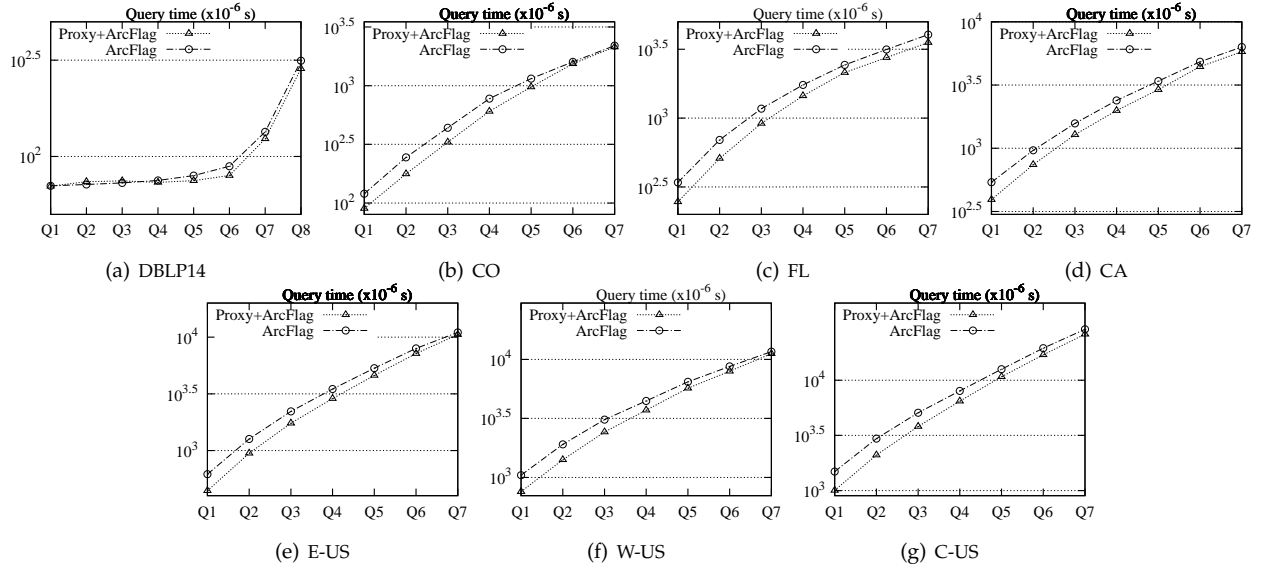 Query time (x10^-6 s)
Proxy+ArcFlag
ArcFlag
10^2.5
10^2
Q1 Q2 Q3 Q4 Q5 Q6 Q7 Q8
(a) DBLP14
Query time (x10^-6 s)
10^3.5
Proxy+ArcFlag
ArcFlag
10^3
10^2.5
10^2
Q1 Q2 Q3 Q4 Q5 Q6 Q7
(b) CO
Query time (x10^-6 s)
Proxy+ArcFlag
10^3.5
ArcFlag
10^3
10^2.5
Q1 Q2 Q3 Q4 Q5 Q6 Q7
(c) FL
Query time (x10^-6 s)
10^4
Proxy+ArcFlag
ArcFlag
10^3.5
10^3
10^2.5
Q1 Q2 Q3 Q4 Q5 Q6 Q7
(d) CA
Query time (x10^-6 s)
Proxy+ArcFlag
10^4
ArcFlag
10^3.5
10^3
Q1 Q2 Q3 Q4 Q5 Q6 Q7
(e) E-US
Query time (x10^-6 s)
Proxy+ArcFlag
ArcFlag
10^4
10^3.5
10^3
Q1 Q2 Q3 Q4 Q5 Q6 Q7
(f) W-US
Query time (x10^-6 s)
Proxy+ArcFlag
ArcFlag
10^4
10^3.5
10^3
Q1 Q2 Q3 Q4 Q5 Q6 Q7
(g) C-US